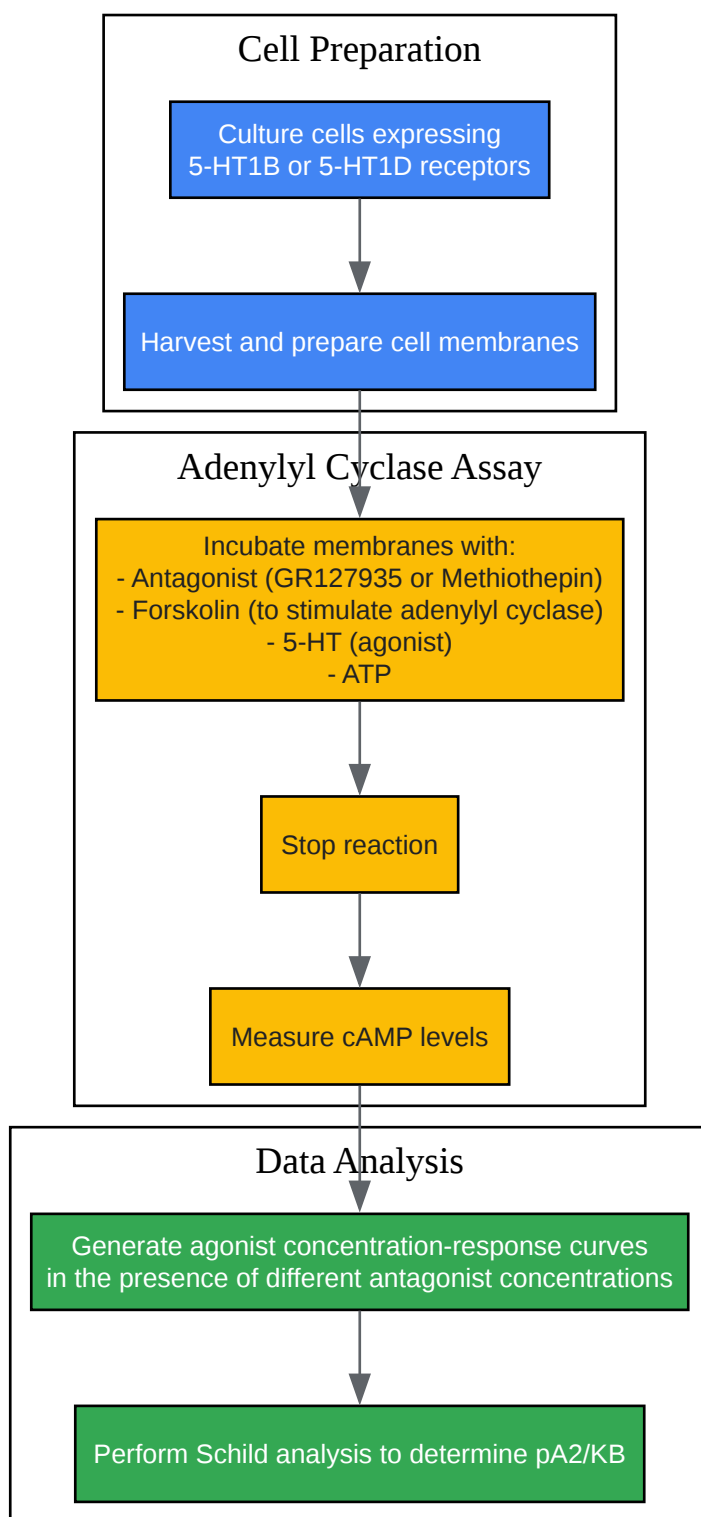 Cell Preparation
Culture cells expressing
5-HT1B or 5-HT1D receptors
Harvest and prepare cell membranes
Adenylyl Cyclase Assay
Incubate membranes with:
- Antagonist (GR127935 or Methiothepin)
- Forskolin (to stimulate adenylyl cyclase)
- 5-HT (agonist)
- ATP
Stop reaction
Measure cAMP levels
Data Analysis
Generate agonist concentration-response curves
in the presence of different antagonist concentrations
Perform Schild analysis to determine pA2/KB